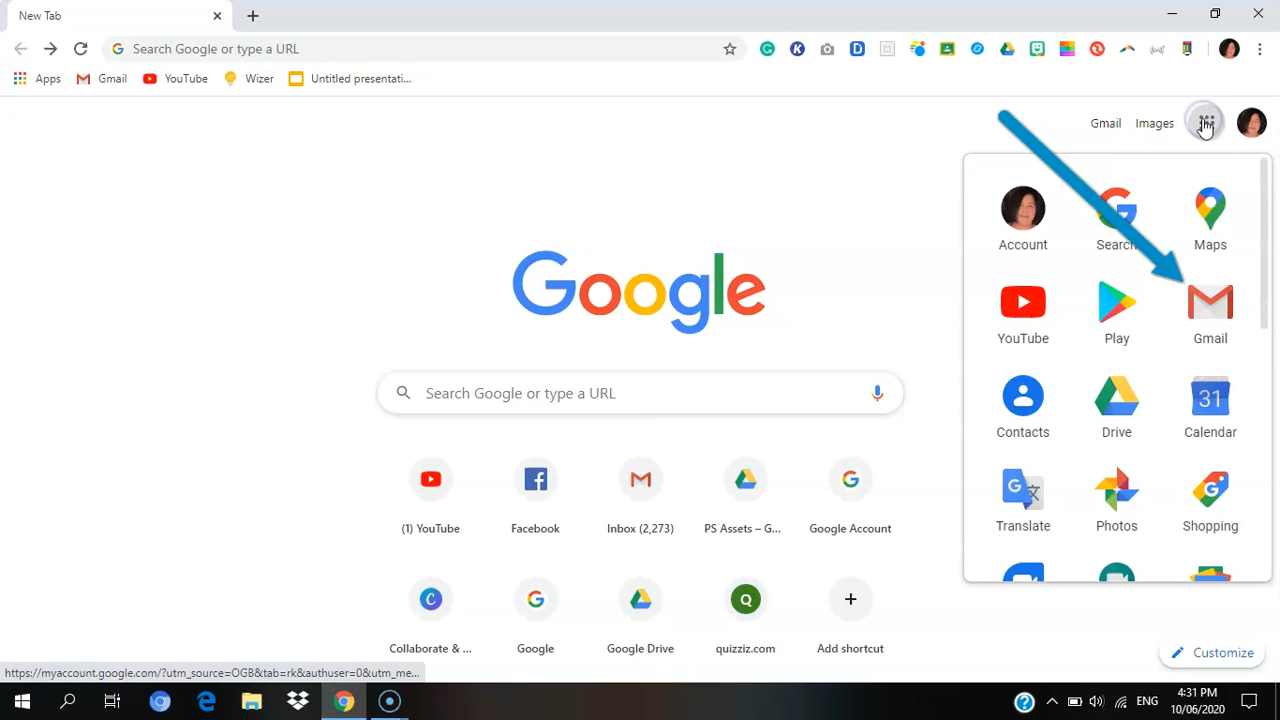 New Tab
Search Google or type a URL
Apps Gmail YouTube Wizer Untitled presentati...
Gmail Images
Account Search Maps
YouTube Play Gmail
Contacts Drive Calendar
31
Translate Photos Shopping
Google
Search Google or type a URL
(1) YouTube Facebook Inbox (2,273) PS Assets – G... Google Account
Collaborate & ... Google Google Drive quizziz.com Add shortcut
Customize
https://myaccount.google.com/?utm_source=OGB&tab=rk&authuser=0&utm_me...
ENG
4:31 PM
10/06/2020